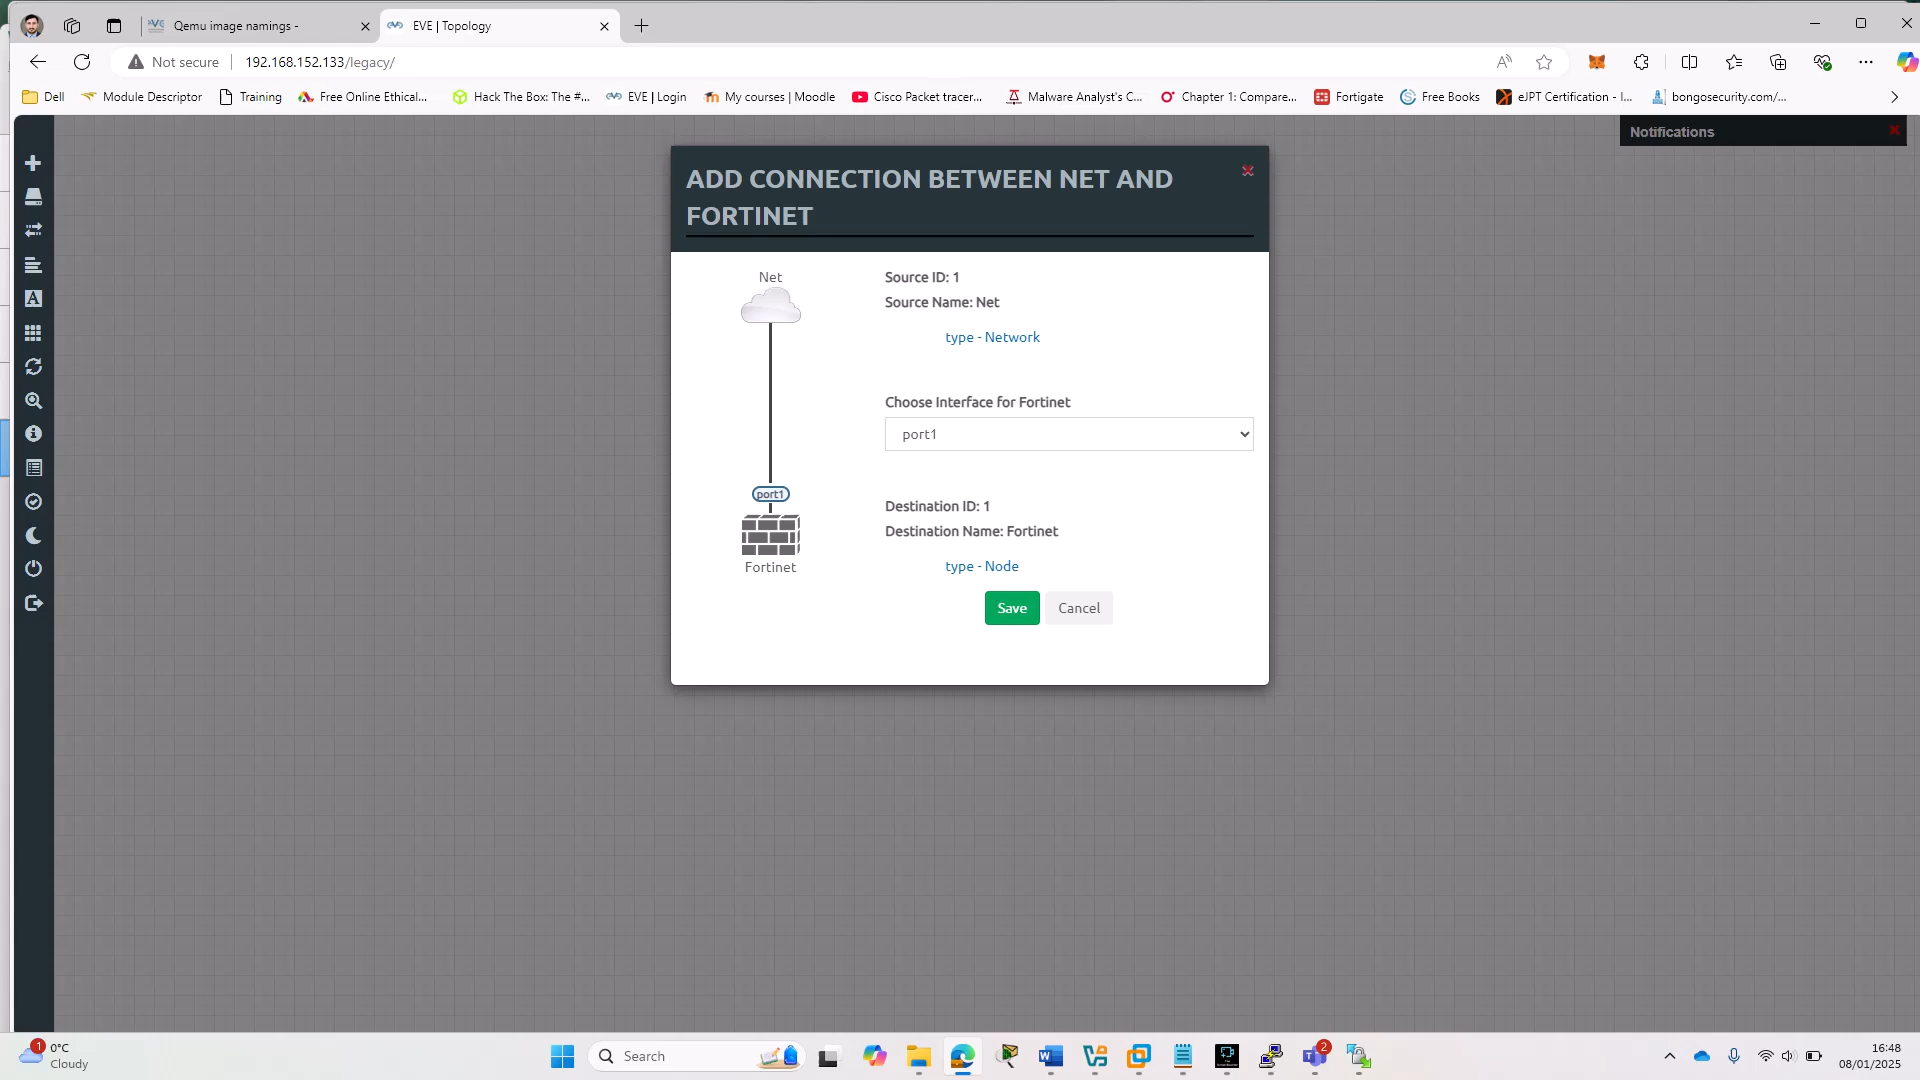 Qemu image namings -
EVE | Topology
Not secure
192.168.152.133/legacy/
Dell
Module Descriptor
Training
Free Online Ethical...
Hack The Box: The #...
EVE | Login
My courses | Moodle
Cisco Packet tracer...
Malware Analyst's C...
Chapter 1: Compare...
Fortigate
Free Books
eJPT Certification - I...
bongosecurity.com/...
Notifications
ADD CONNECTION BETWEEN NET AND
FORTINET
Net
Source ID: 1
Source Name: Net
type - Network
Choose Interface for Fortinet
port1
port1
Fortinet
Destination ID: 1
Destination Name: Fortinet
type - Node
Save
Cancel
1
0°C
Cloudy
Search
2
16:48
08/01/2025